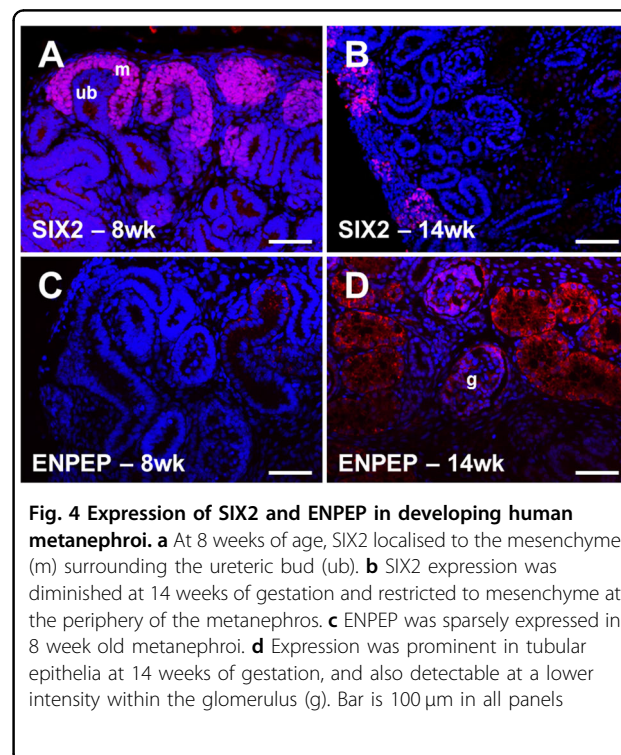 A
m
ub
SIX2 – 8wk
B
SIX2 – 14wk
C
ENPEP – 8wk
D
g
ENPEP – 14wk
Fig. 4 Expression of SIX2 and ENPEP in developing human
metanephroi. a At 8 weeks of age, SIX2 localised to the mesenchyme
(m) surrounding the ureteric bud (ub). b SIX2 expression was
diminished at 14 weeks of gestation and restricted to mesenchyme at
the periphery of the metanephros. c ENPEP was sparsely expressed in
8 week old metanephroi. d Expression was prominent in tubular
epithelia at 14 weeks of gestation, and also detectable at a lower
intensity within the glomerulus (g). Bar is 100 μm in all panels